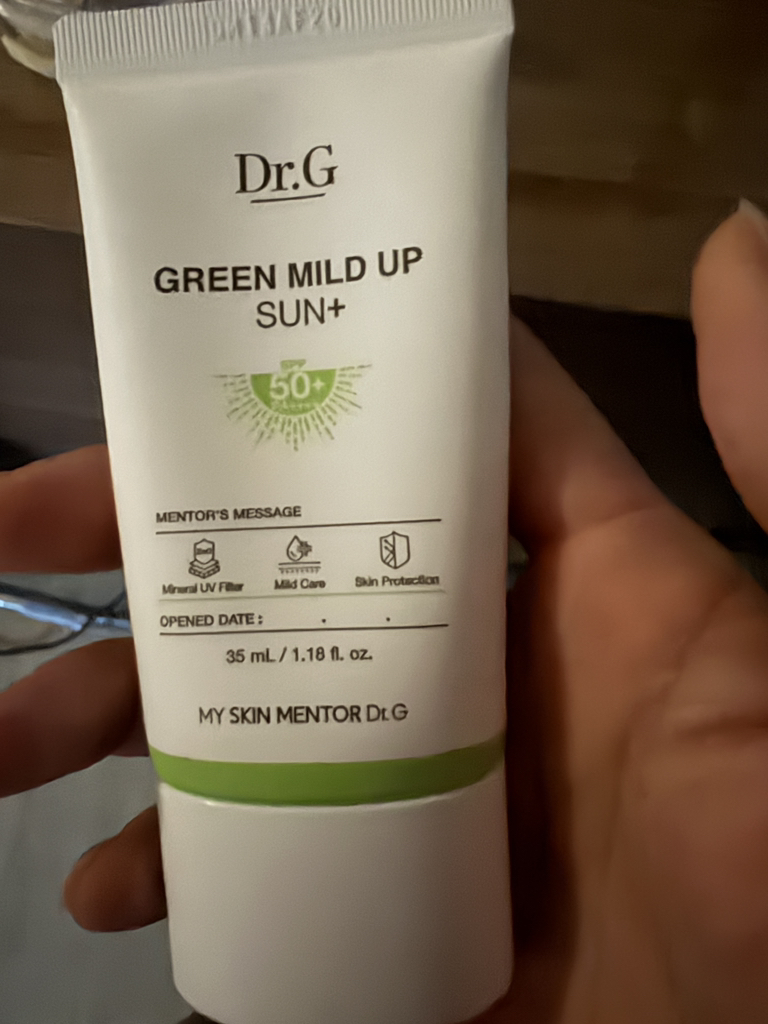 Dr.G
GREEN MILD UP
SUN+
SPF
50+
MENTOR'S MESSAGE
Mineral UV Filter Mild Care Skin Protection
OPENED DATE : . .
35 mL / 1.18 fl. oz.
MY SKIN MENTOR Dr.G